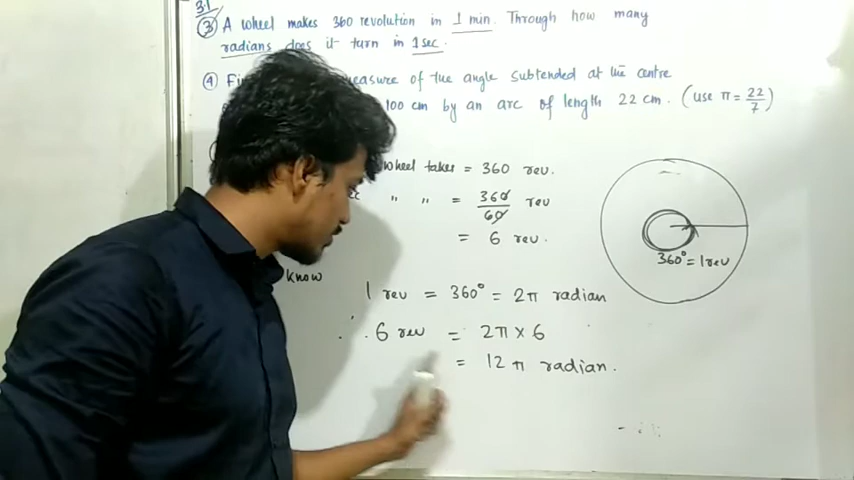 3.1
③ A wheel makes 360 revolution in 1 min. Through how many
radians does it turn in 1 sec.
④ measure of the angle subtended at the centre
100 cm by an arc of length 22 cm. (use π = 22/7)
wheel takes = 360 rev.
" " = 360/60 rev
= 6 rev.
360° = 1 rev
know
1 rev = 360° = 2π radian
∴ 6 rev = 2π × 6
= 12 π radian.